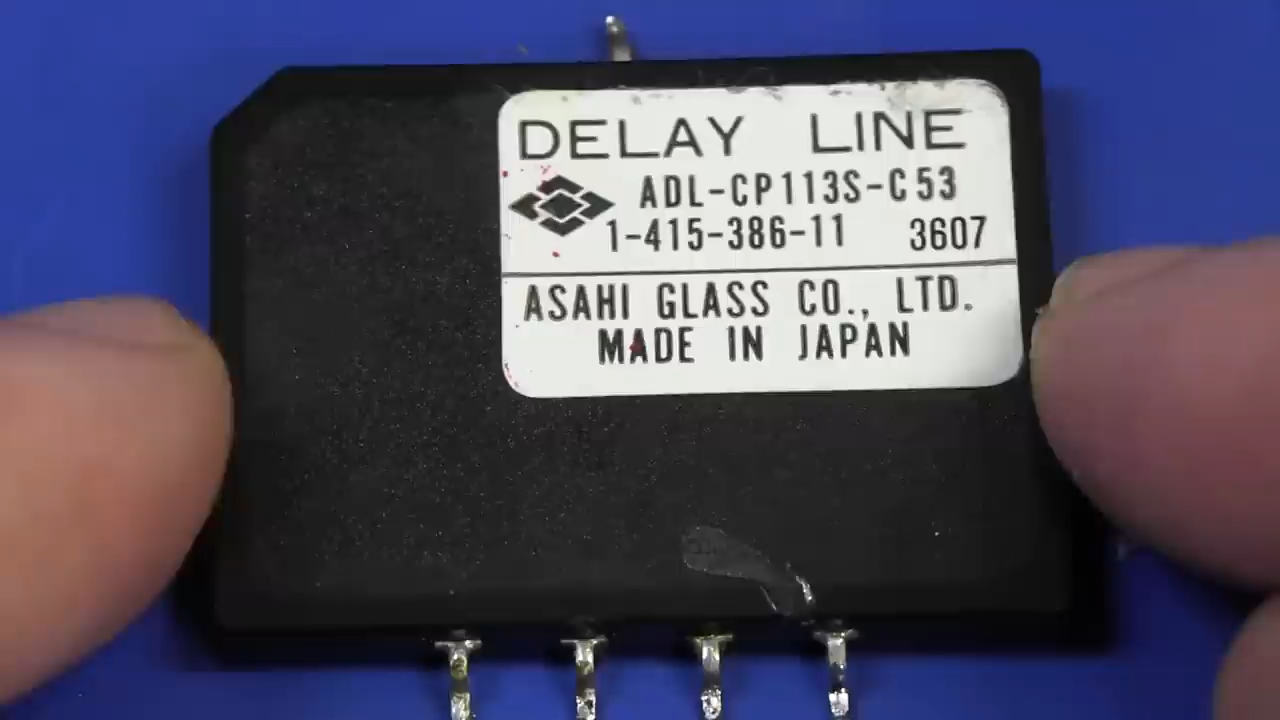 DELAY LINE
ADL-CP113S-C53
1-415-386-11 3607
ASAHI GLASS CO., LTD.
MADE IN JAPAN